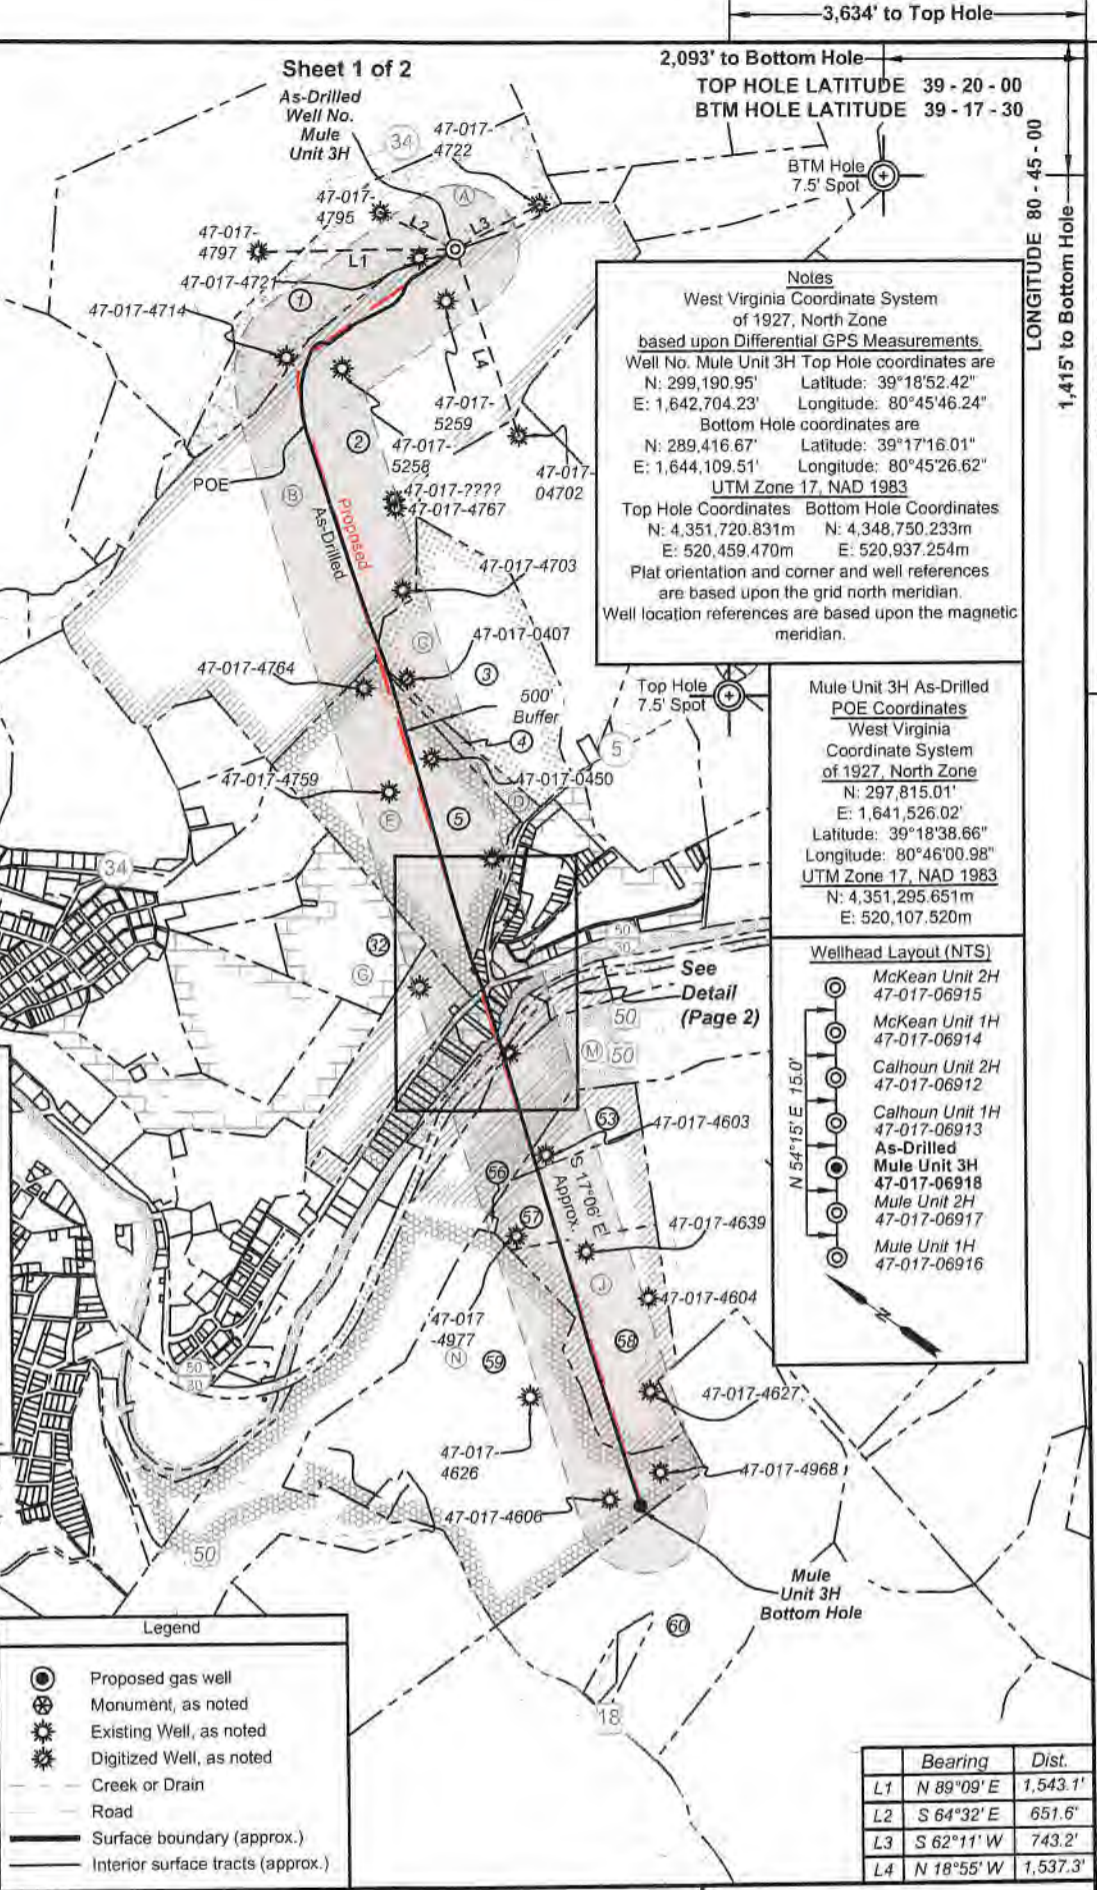 3,634' to Top Hole
2,093' to Bottom Hole
TOP HOLE LATITUDE 39 - 20 - 00
BTM HOLE LATITUDE 39 - 17 - 30
LONGITUDE 80 - 45 - 00
1,415' to Bottom Hole
Sheet 1 of 2
As-Drilled
Well No.
Mule
Unit 3H
34
47-017-
4722
47-017-
4795
47-017-
4797
A
L2
L3
L1
L4
47-017-4721
1
47-017-4714
47-017-
5259
2
47-017-
5258
47-017-
04702
POE
B
47-017-????
47-017-4767
Proposed
As-Drilled
47-017-4703
G
47-017-0407
3
47-017-4764
500'
Buffer
4
5
47-017-4759
47-017-0450
D
E
5
34
32
G
50
30
See
Detail
(Page 2)
50
M
50
53
47-017-4603
56
S 17°06' E
Approx.
57
47-017-4639
J
47-017-4604
47-017
-4977
58
N
59
50
30
47-017-4627
47-017-
4626
47-017-4968
47-017-4606
50
Mule
Unit 3H
Bottom Hole
60
18
BTM Hole
7.5' Spot
Top Hole
7.5' Spot
Notes
West Virginia Coordinate System
of 1927, North Zone
based upon Differential GPS Measurements.
Well No. Mule Unit 3H Top Hole coordinates are
N: 299,190.95' Latitude: 39°18'52.42"
E: 1,642,704.23' Longitude: 80°45'46.24"
Bottom Hole coordinates are
N: 289,416.67' Latitude: 39°17'16.01"
E: 1,644,109.51' Longitude: 80°45'26.62"
UTM Zone 17, NAD 1983
Top Hole Coordinates Bottom Hole Coordinates
N: 4,351,720.831m N: 4,348,750.233m
E: 520,459.470m E: 520,937.254m
Plat orientation and corner and well references
are based upon the grid north meridian.
Well location references are based upon the magnetic
meridian.
Mule Unit 3H As-Drilled
POE Coordinates
West Virginia
Coordinate System
of 1927, North Zone
N: 297,815.01'
E: 1,641,526.02'
Latitude: 39°18'38.66"
Longitude: 80°46'00.98"
UTM Zone 17, NAD 1983
N: 4,351,295.651m
E: 520,107.520m
Wellhead Layout (NTS)
McKean Unit 2H
47-017-06915
McKean Unit 1H
47-017-06914
Calhoun Unit 2H
47-017-06912
Calhoun Unit 1H
47-017-06913
As-Drilled
Mule Unit 3H
47-017-06918
Mule Unit 2H
47-017-06917
Mule Unit 1H
47-017-06916
N 54°15' E 15.0'
N
Legend
Proposed gas well
Monument, as noted
Existing Well, as noted
Digitized Well, as noted
Creek or Drain
Road
Surface boundary (approx.)
Interior surface tracts (approx.)
Bearing Dist.
L1 N 89°09' E 1,543.1'
L2 S 64°32' E 651.6'
L3 S 62°11' W 743.2'
L4 N 18°55' W 1,537.3'